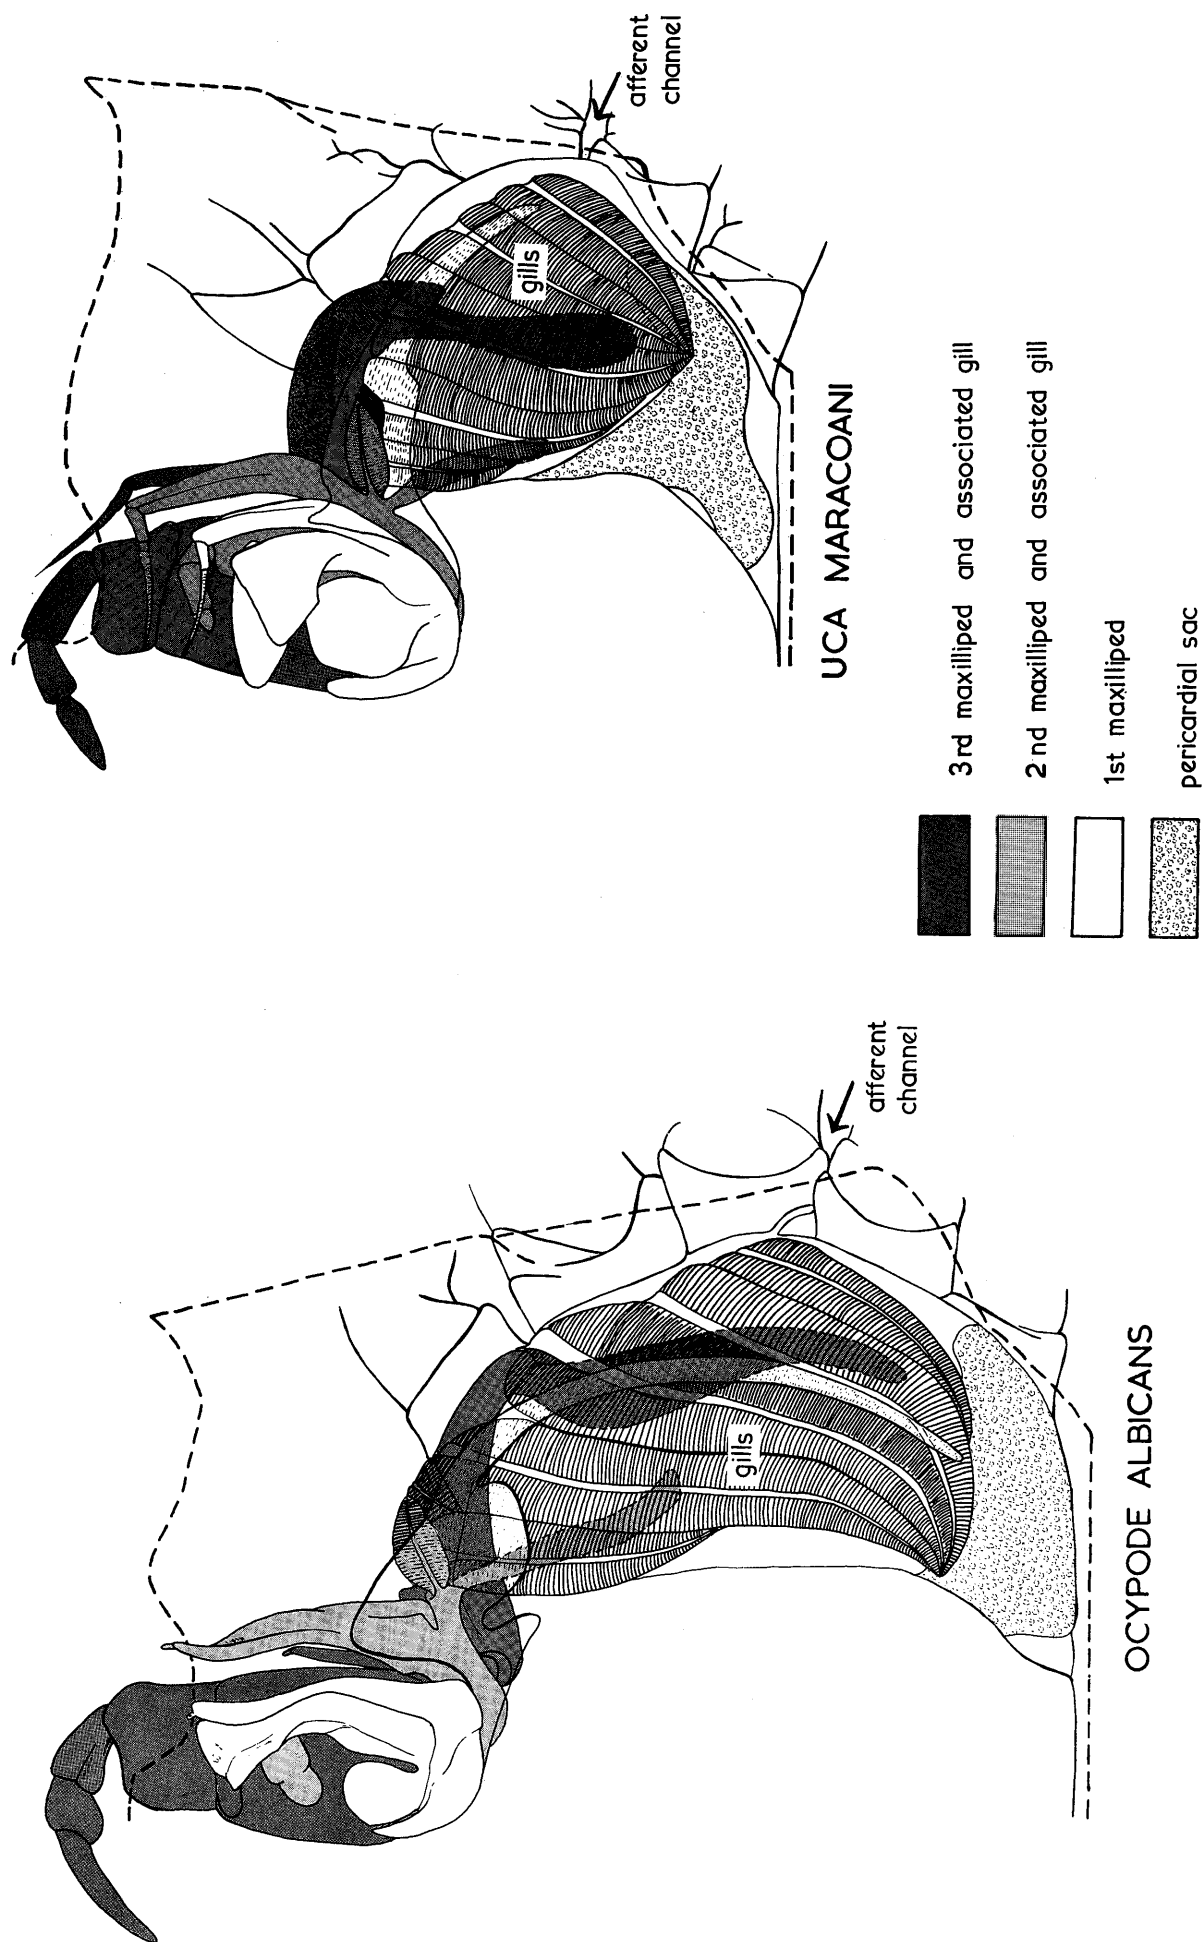 afferent
channel
gills
OCYPODE ALBICANS
afferent
channel
gills
UCA MARACOANI
3rd maxilliped and associated gill
2nd maxilliped and associated gill
1st maxilliped
pericardial sac